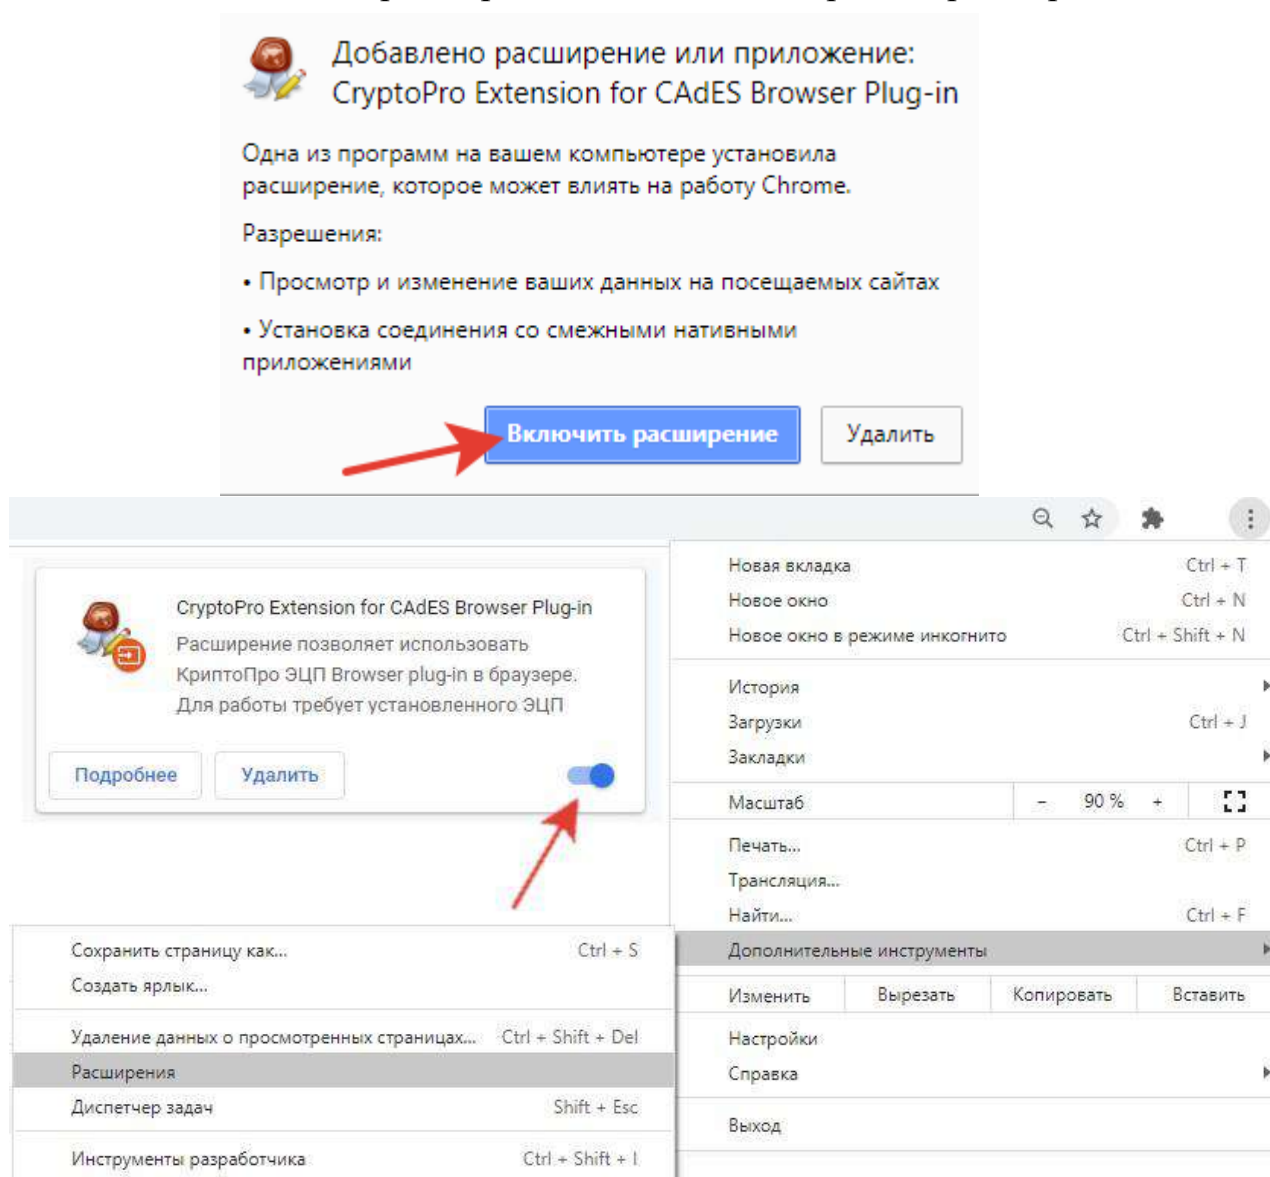 Добавлено расширение или приложение:
CryptoPro Extension for CAdES Browser Plug-in
Одна из программ на вашем компьютере установила
расширение, которое может влиять на работу Chrome.
Разрешения:
• Просмотр и изменение ваших данных на посещаемых сайтах
• Установка соединения со смежными нативными
приложениями
Включить расширение
Удалить
CryptoPro Extension for CAdES Browser Plug-in
Расширение позволяет использовать
КриптоПро ЭЦП Browser plug-in в браузере.
Для работы требует установленного ЭЦП
Подробнее
Удалить
Новая вкладка Ctrl + T
Новое окно Ctrl + N
Новое окно в режиме инкогнито Ctrl + Shift + N
История
Загрузки Ctrl + J
Закладки
Масштаб - 90 % +
Печать... Ctrl + P
Трансляция...
Найти... Ctrl + F
Дополнительные инструменты
Изменить Вырезать Копировать Вставить
Настройки
Справка
Выход
Сохранить страницу как... Ctrl + S
Создать ярлык...
Удаление данных о просмотренных страницах... Ctrl + Shift + Del
Расширения
Диспетчер задач Shift + Esc
Инструменты разработчика Ctrl + Shift + I